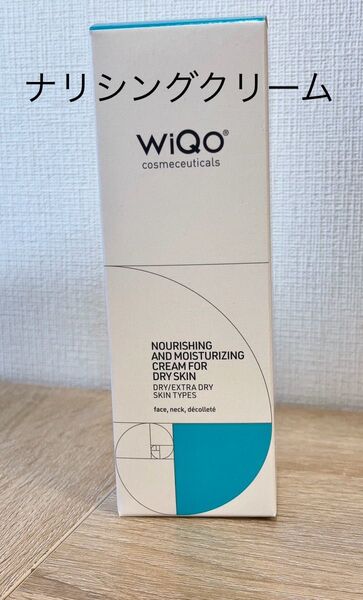 ナリシングクリーム
WiQO®
cosmeceuticals
NOURISHING
AND MOISTURIZING
CREAM FOR
DRY SKIN
DRY/EXTRA DRY
SKIN TYPES
face, neck, décolleté